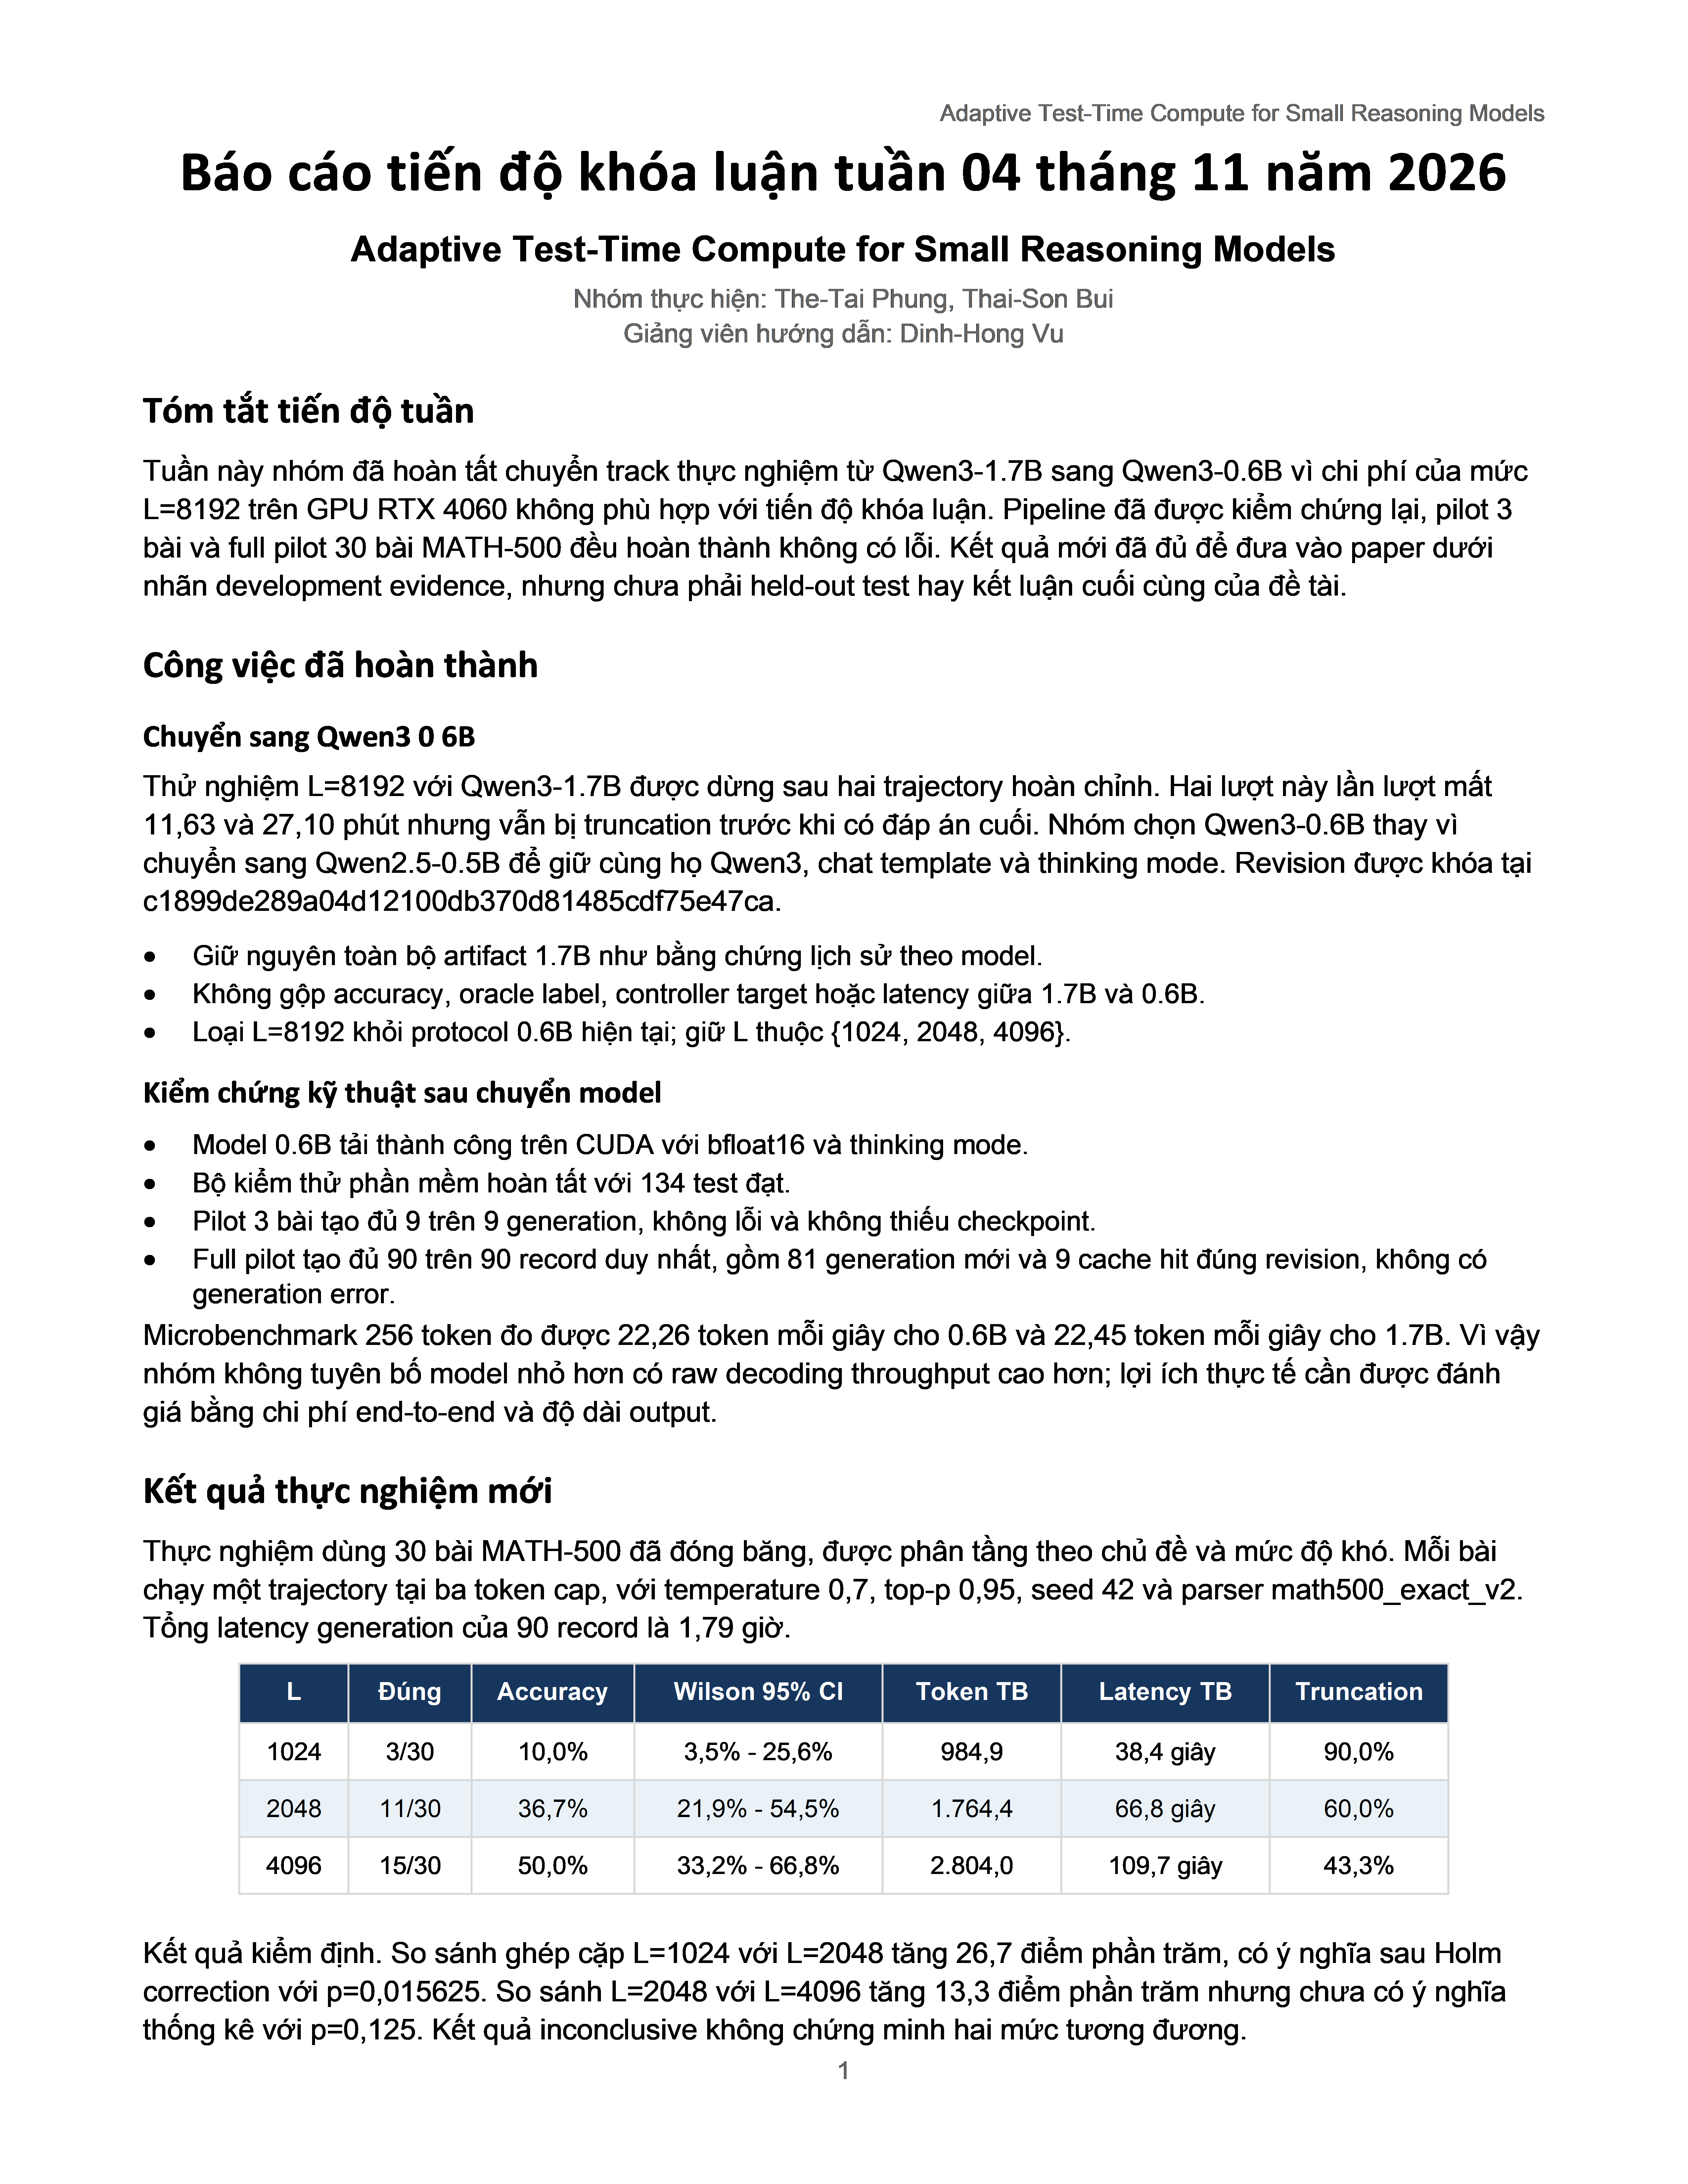 Adaptive Test-Time Compute for Small Reasoning Models
Báo cáo tiến độ khóa luận tuần 04 tháng 11 năm 2026
Adaptive Test-Time Compute for Small Reasoning Models
Nhóm thực hiện: The-Tai Phung, Thai-Son Bui
Giảng viên hướng dẫn: Dinh-Hong Vu
Tóm tắt tiến độ tuần
Tuần này nhóm đã hoàn tất chuyển track thực nghiệm từ Qwen3-1.7B sang Qwen3-0.6B vì chi phí của mức
L=8192 trên GPU RTX 4060 không phù hợp với tiến độ khóa luận. Pipeline đã được kiểm chứng lại, pilot 3
bài và full pilot 30 bài MATH-500 đều hoàn thành không có lỗi. Kết quả mới đã đủ để đưa vào paper dưới
nhãn development evidence, nhưng chưa phải held-out test hay kết luận cuối cùng của đề tài.
Công việc đã hoàn thành
Chuyển sang Qwen3 0 6B
Thử nghiệm L=8192 với Qwen3-1.7B được dừng sau hai trajectory hoàn chỉnh. Hai lượt này lần lượt mất
11,63 và 27,10 phút nhưng vẫn bị truncation trước khi có đáp án cuối. Nhóm chọn Qwen3-0.6B thay vì
chuyển sang Qwen2.5-0.5B để giữ cùng họ Qwen3, chat template và thinking mode. Revision được khóa tại
c1899de289a04d12100db370d81485cdf75e47ca.
• Giữ nguyên toàn bộ artifact 1.7B như bằng chứng lịch sử theo model.
• Không gộp accuracy, oracle label, controller target hoặc latency giữa 1.7B và 0.6B.
• Loại L=8192 khỏi protocol 0.6B hiện tại; giữ L thuộc {1024, 2048, 4096}.
Kiểm chứng kỹ thuật sau chuyển model
• Model 0.6B tải thành công trên CUDA với bfloat16 và thinking mode.
• Bộ kiểm thử phần mềm hoàn tất với 134 test đạt.
• Pilot 3 bài tạo đủ 9 trên 9 generation, không lỗi và không thiếu checkpoint.
• Full pilot tạo đủ 90 trên 90 record duy nhất, gồm 81 generation mới và 9 cache hit đúng revision, không có
generation error.
Microbenchmark 256 token đo được 22,26 token mỗi giây cho 0.6B và 22,45 token mỗi giây cho 1.7B. Vì vậy
nhóm không tuyên bố model nhỏ hơn có raw decoding throughput cao hơn; lợi ích thực tế cần được đánh
giá bằng chi phí end-to-end và độ dài output.
Kết quả thực nghiệm mới
Thực nghiệm dùng 30 bài MATH-500 đã đóng băng, được phân tầng theo chủ đề và mức độ khó. Mỗi bài
chạy một trajectory tại ba token cap, với temperature 0,7, top-p 0,95, seed 42 và parser math500_exact_v2.
Tổng latency generation của 90 record là 1,79 giờ.
L Đúng Accuracy Wilson 95% CI Token TB Latency TB Truncation
1024 3/30 10,0% 3,5% - 25,6% 984,9 38,4 giây 90,0%
2048 11/30 36,7% 21,9% - 54,5% 1.764,4 66,8 giây 60,0%
4096 15/30 50,0% 33,2% - 66,8% 2.804,0 109,7 giây 43,3%
Kết quả kiểm định. So sánh ghép cặp L=1024 với L=2048 tăng 26,7 điểm phần trăm, có ý nghĩa sau Holm
correction với p=0,015625. So sánh L=2048 với L=4096 tăng 13,3 điểm phần trăm nhưng chưa có ý nghĩa
thống kê với p=0,125. Kết quả inconclusive không chứng minh hai mức tương đương.
1